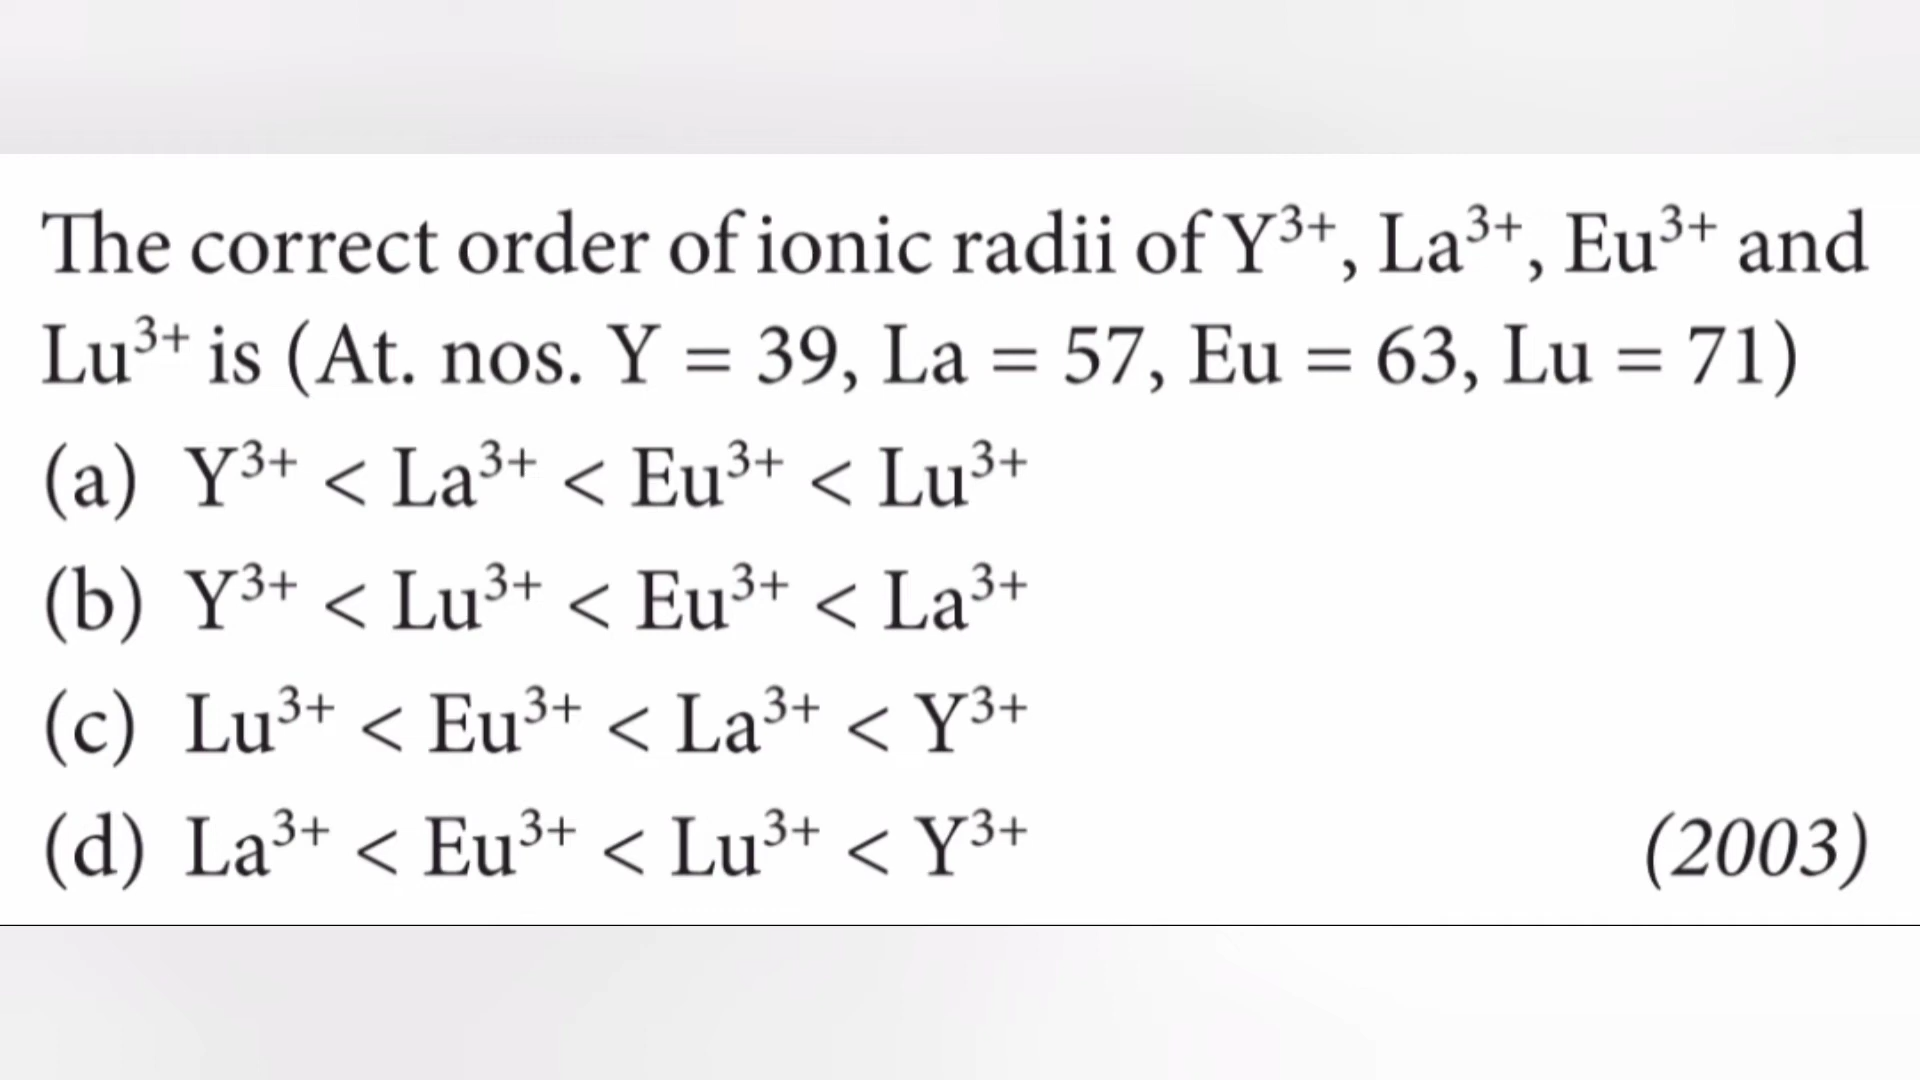 The correct order of ionic radii of Y³⁺, La³⁺, Eu³⁺ and
Lu³⁺ is (At. nos. Y = 39, La = 57, Eu = 63, Lu = 71)
(a) Y³⁺ < La³⁺ < Eu³⁺ < Lu³⁺
(b) Y³⁺ < Lu³⁺ < Eu³⁺ < La³⁺
(c) Lu³⁺ < Eu³⁺ < La³⁺ < Y³⁺
(d) La³⁺ < Eu³⁺ < Lu³⁺ < Y³⁺ (2003)